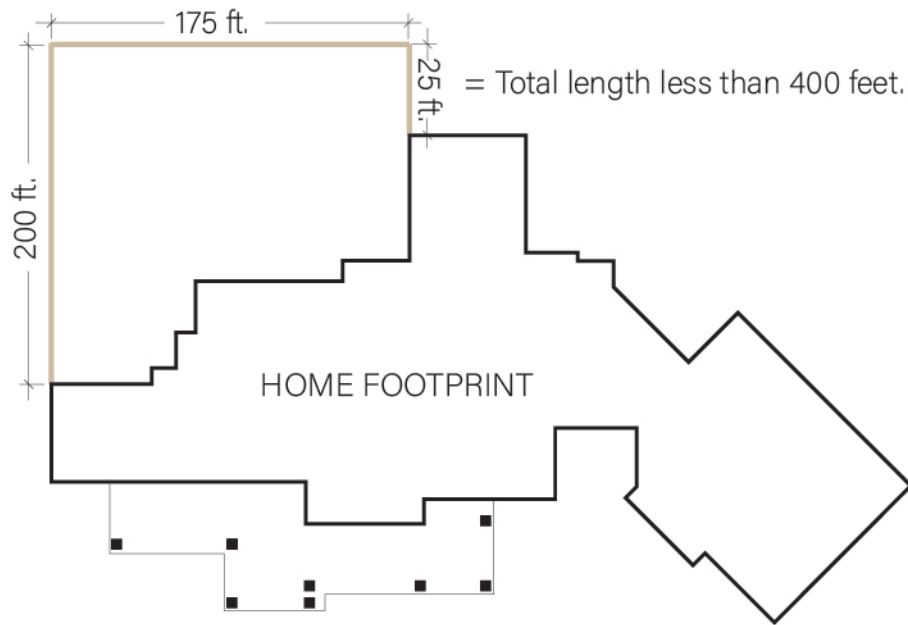 175 ft.
25 ft.
= Total length less than 400 feet.
200 ft.
HOME FOOTPRINT